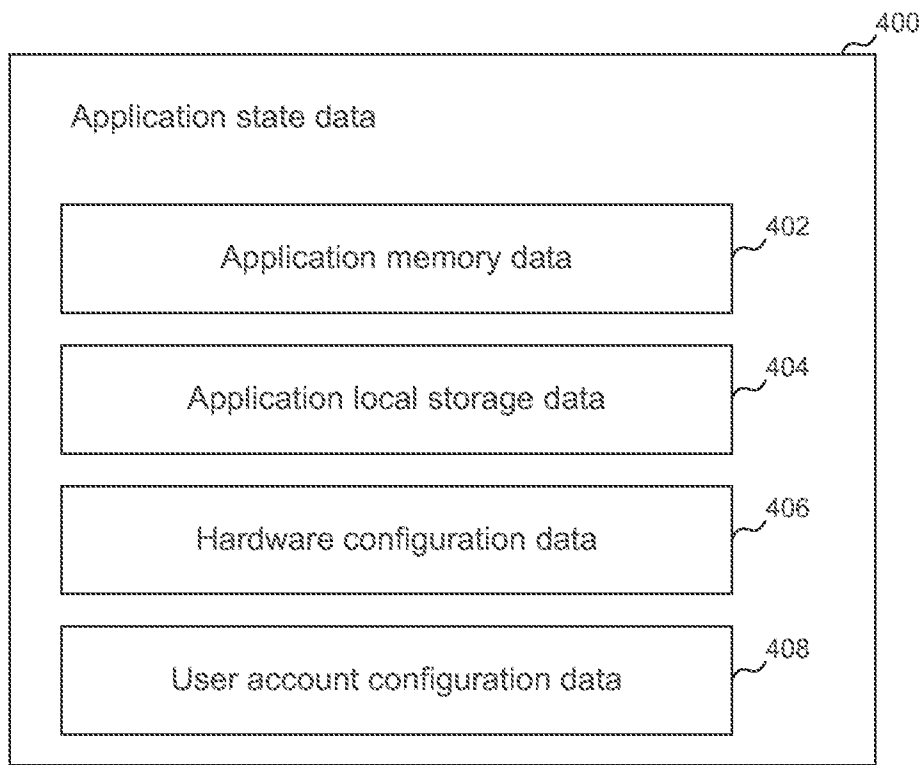 400
Application state data
402
Application memory data
404
Application local storage data
406
Hardware configuration data
408
User account configuration data